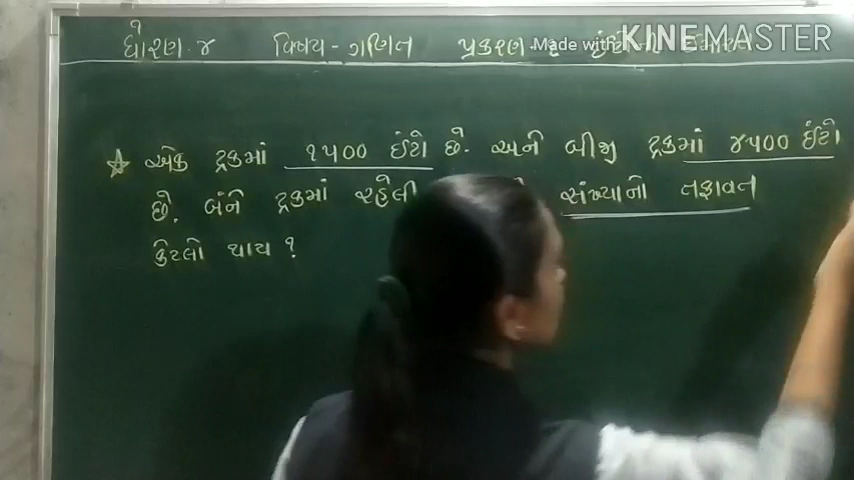 ધોરણ ૪ વિષય - ગણિત પ્રકરણ
Made with KINEMASTER
એક ટ્રકમાં ૧૫૦૦ ઈંટો છે. અને બીજી ટ્રકમાં ૪૫૦૦ ઈંટો
છે. બંને ટ્રકમાં રહેલી સંખ્યાનો તફાવત
કેટલો થાય ?